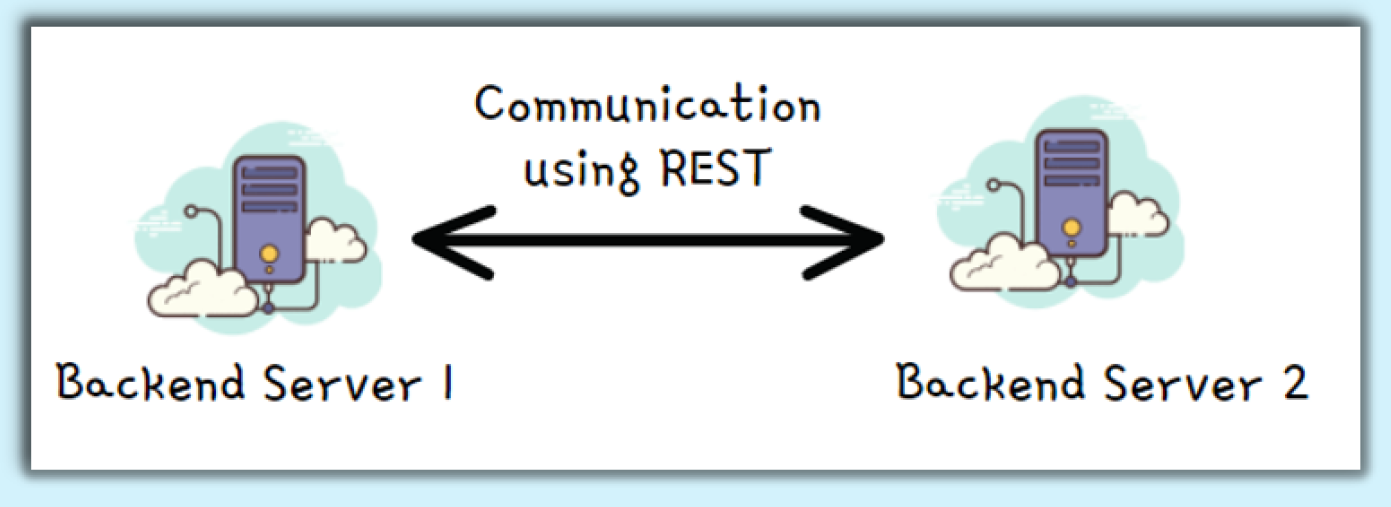 Communication
using REST
Backend Server 1
Backend Server 2